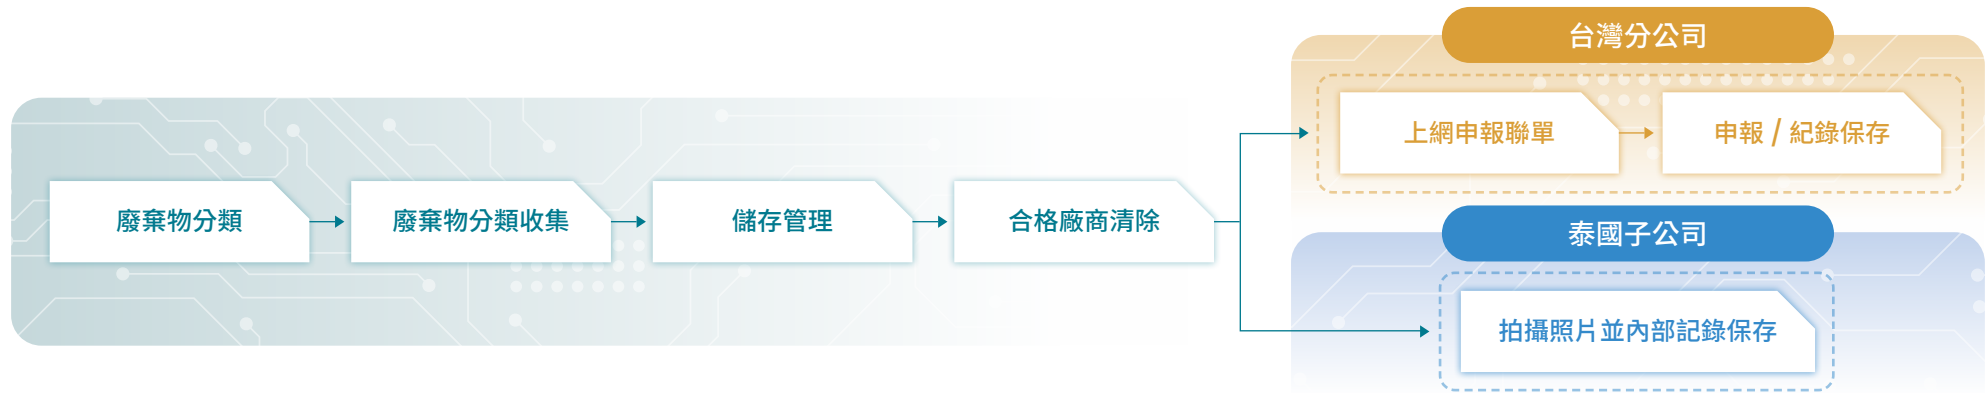 廢棄物分類
廢棄物分類收集
儲存管理
合格廠商清除
台灣分公司
上網申報聯單
申報 / 紀錄保存
泰國子公司
拍攝照片並內部記錄保存